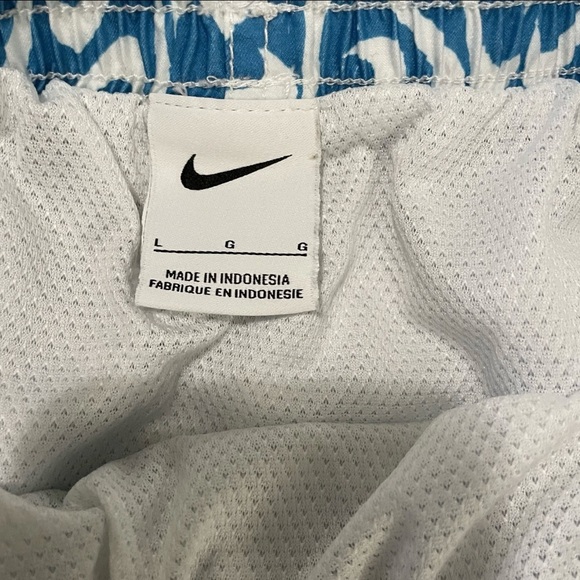 L G G
MADE IN INDONESIA
FABRIQUE EN INDONESIE